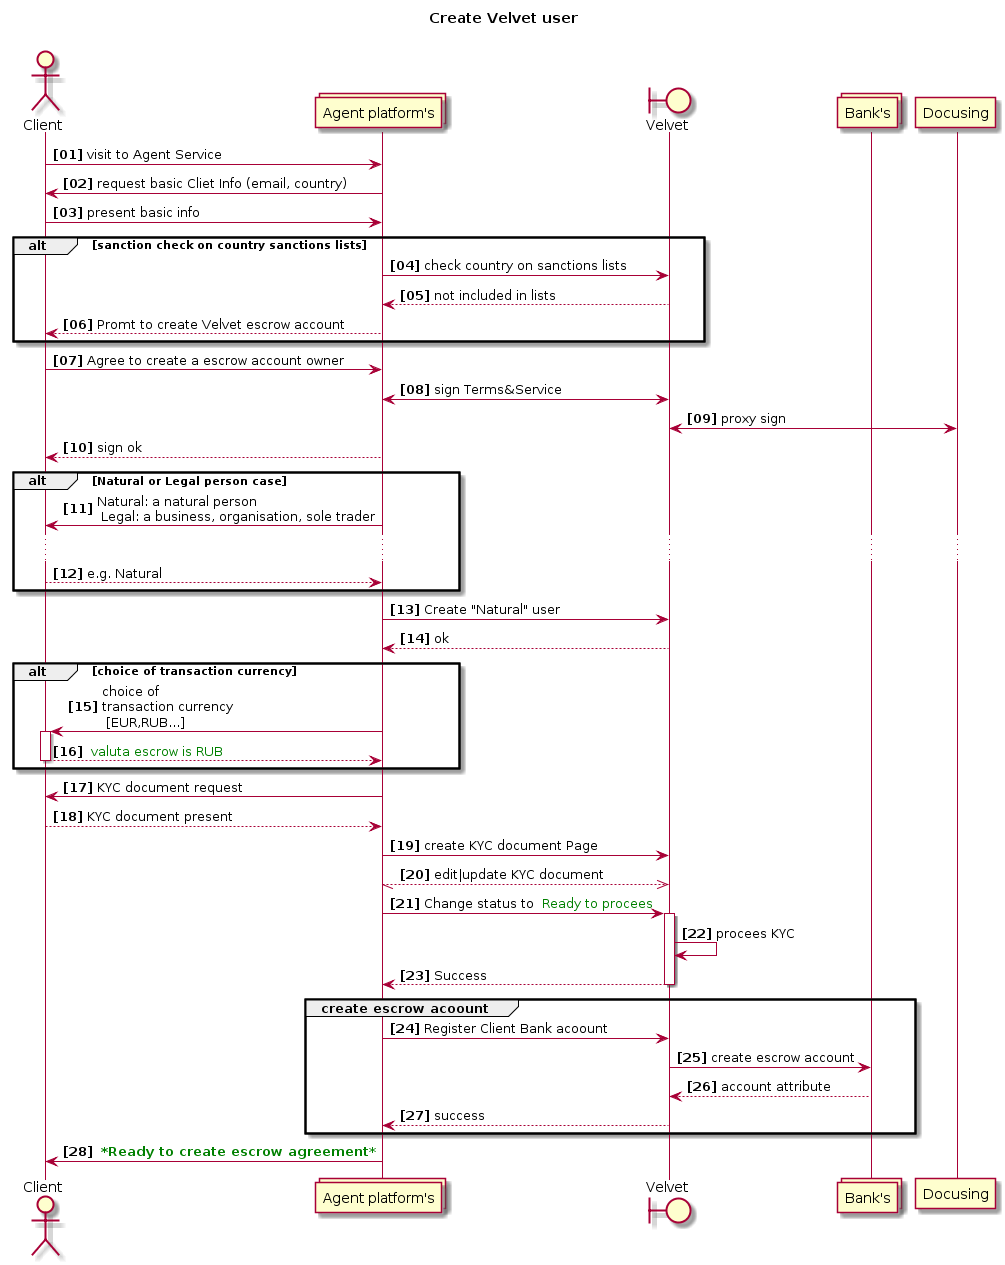 Create Velvet user
Client
Agent platform's
Velvet
Bank's
Docusing
[01] visit to Agent Service
[02] request basic Cliet Info (email, country)
[03] present basic info
alt [sanction check on country sanctions lists]
[04] check country on sanctions lists
[05] not included in lists
[06] Promt to create Velvet escrow account
[07] Agree to create a escrow account owner
[08] sign Terms&Service
[09] proxy sign
[10] sign ok
alt [Natural or Legal person case]
[11] Natural: a natural person
Legal: a business, organisation, sole trader
[12] e.g. Natural
[13] Create "Natural" user
[14] ok
alt [choice of transaction currency]
choice of
[15] transaction currency
[EUR,RUB...]
[16] valuta escrow is RUB
[17] KYC document request
[18] KYC document present
[19] create KYC document Page
[20] edit|update KYC document
[21] Change status to Ready to procees
[22] procees KYC
[23] Success
create escrow acoount
[24] Register Client Bank acoount
[25] create escrow account
[26] account attribute
[27] success
[28] *Ready to create escrow agreement*
Client
Agent platform's
Velvet
Bank's
Docusing